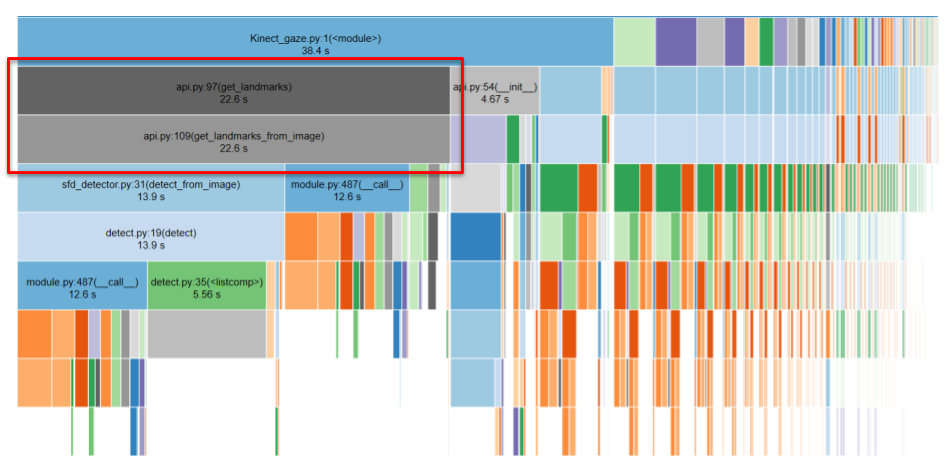 Kinect_gaze.py:1(<module>)
38.4 s
api.py:97(get_landmarks)
22.6 s
api.py:54(__init__)
4.67 s
api.py:109(get_landmarks_from_image)
22.6 s
sfd_detector.py:31(detect_from_image)
13.9 s
module.py:487(__call__)
12.6 s
detect.py:19(detect)
13.9 s
module.py:487(__call__)
12.6 s
detect.py:35(<listcomp>)
5.56 s